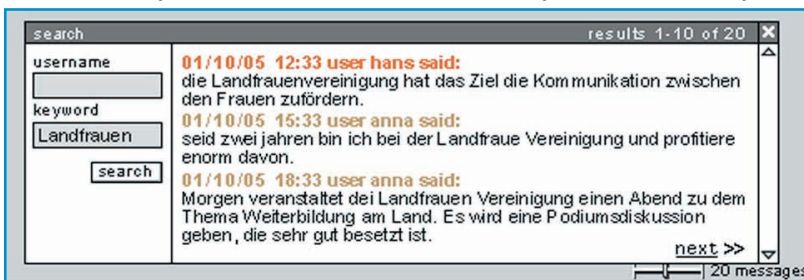 search results 1-10 of 20
username
keyword
Landfrauen
search
01/10/05 12:33 user hans said:
die Landfrauenvereinigung hat das Ziel die Kommunikation zwischen
den Frauen zufördern.
01/10/05 15:33 user anna said:
seid zwei jahren bin ich bei der Landfraue Vereinigung und profitiere
enorm davon.
01/10/05 18:33 user anna said:
Morgen veranstaltet dei Landfrauen Vereinigung einen Abend zu dem
Thema Weiterbildung am Land. Es wird eine Podiumsdiskussion
geben, die sehr gut besetzt ist.
next >>
20 messages